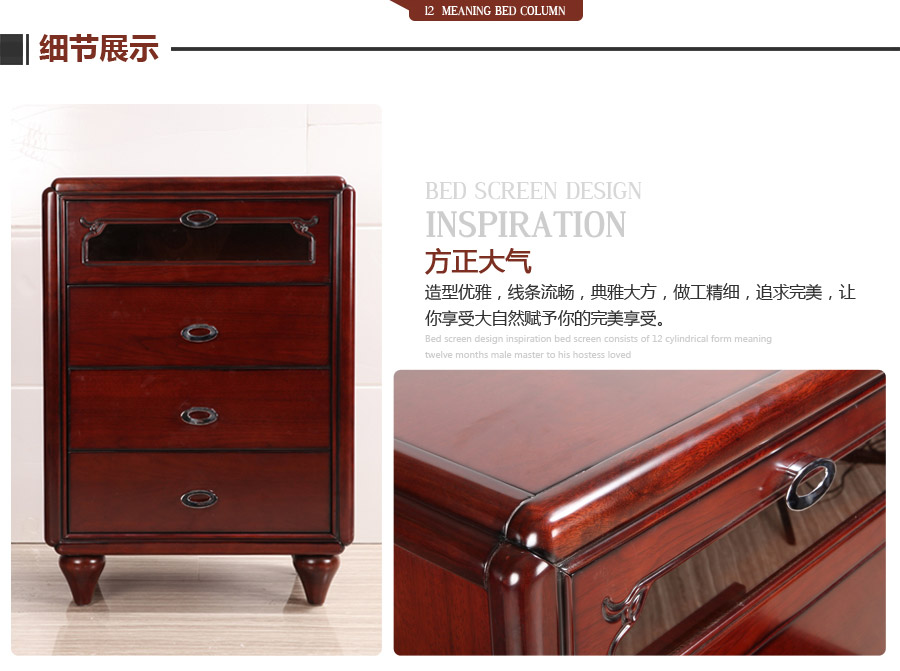 12 MEANING BED COLUMN
细节展示
BED SCREEN DESIGN
INSPIRATION
方正大气
造型优雅，线条流畅，典雅大方，做工精细，追求完美，让
你享受大自然赋予你的完美享受。
Bed screen design inspiration bed screen consists of 12 cylindrical form meaning
twelve months male master to his hostess loved